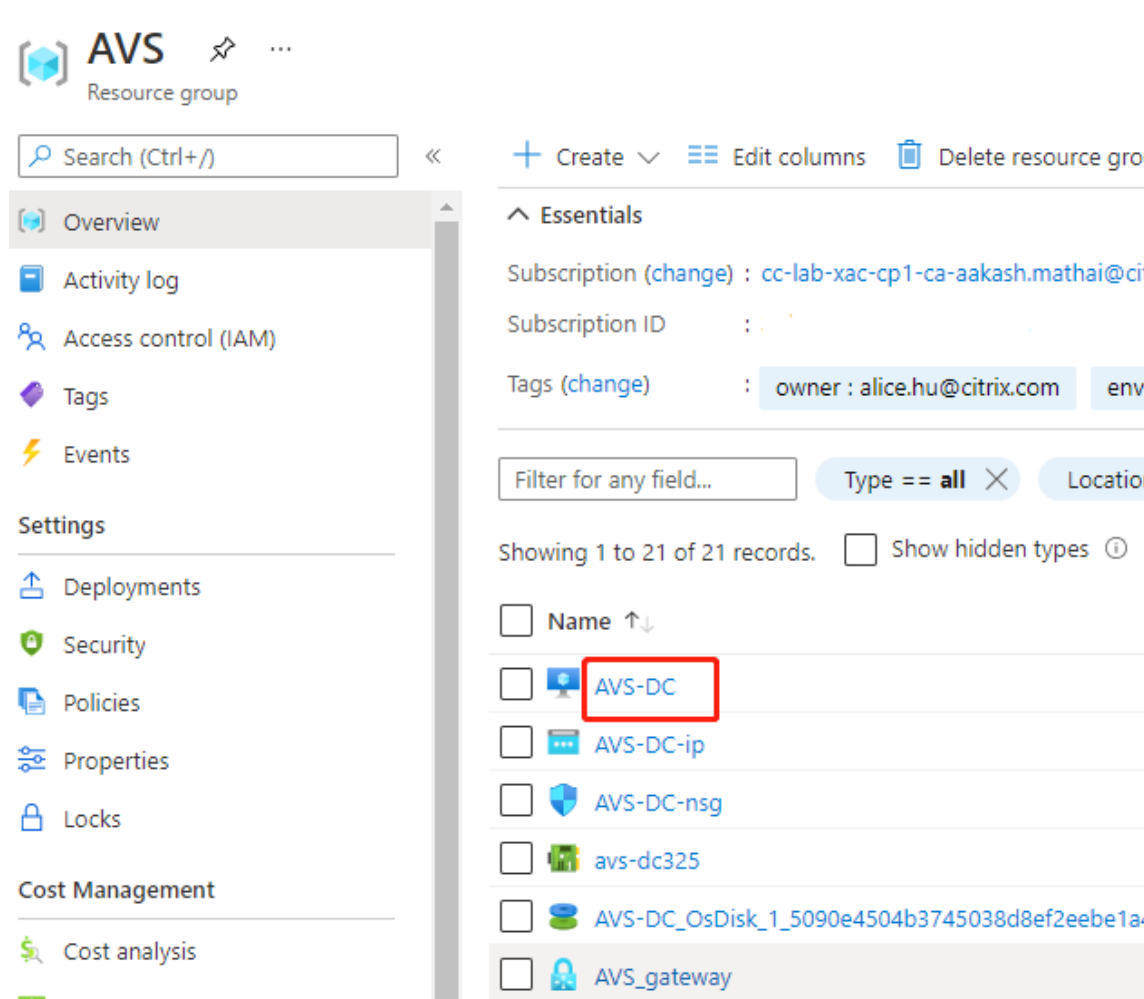 AVS
Resource group
Search (Ctrl+/)
Overview
Activity log
Access control (IAM)
Tags
Events
Settings
Deployments
Security
Policies
Properties
Locks
Cost Management
Cost analysis
Create
Edit columns
Delete resource gro
Essentials
Subscription (change) : cc-lab-xac-cp1-ca-aakash.mathai@cit
Subscription ID :
Tags (change) : owner : alice.hu@citrix.com env
Filter for any field... Type == all Location
Showing 1 to 21 of 21 records. Show hidden types
Name
AVS-DC
AVS-DC-ip
AVS-DC-nsg
avs-dc325
AVS-DC_OsDisk_1_5090e4504b3745038d8ef2eebe1a4
AVS_gateway